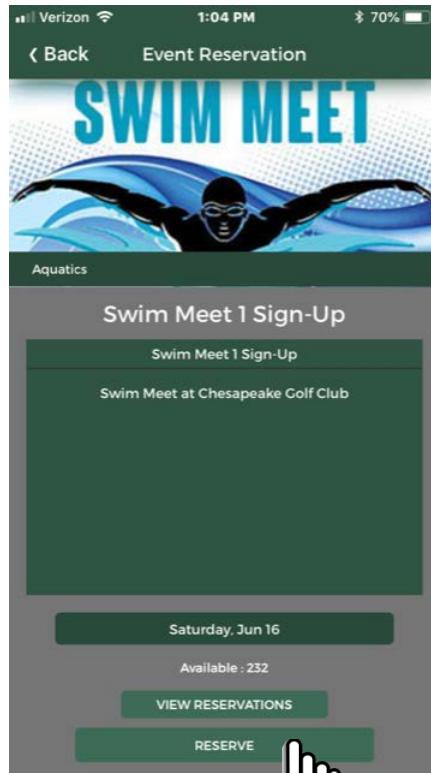 Verizon 1:04 PM 70%
Back Event Reservation
SWIM MEET
Aquatics
Swim Meet 1 Sign-Up
Swim Meet 1 Sign-Up
Swim Meet at Chesapeake Golf Club
Saturday, Jun 16
Available : 232
VIEW RESERVATIONS
RESERVE